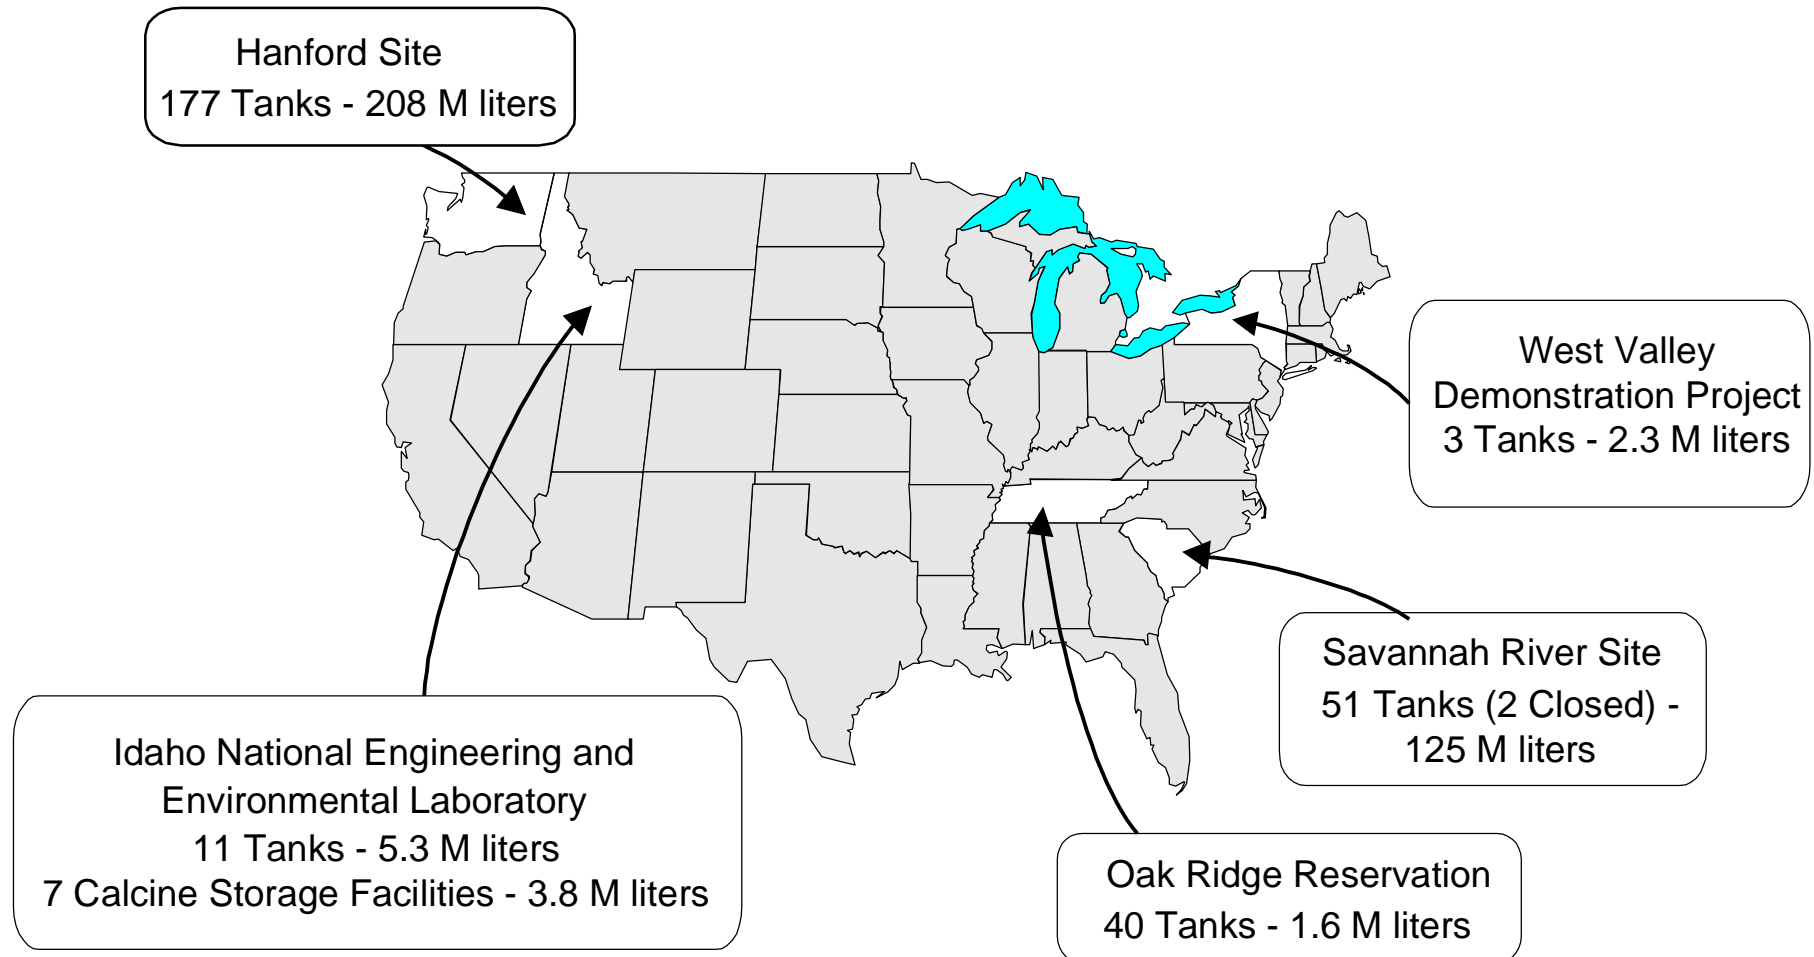 Hanford Site
177 Tanks - 208 M liters
West Valley
Demonstration Project
3 Tanks - 2.3 M liters
Savannah River Site
51 Tanks (2 Closed) -
125 M liters
Idaho National Engineering and
Environmental Laboratory
11 Tanks - 5.3 M liters
7 Calcine Storage Facilities - 3.8 M liters
Oak Ridge Reservation
40 Tanks - 1.6 M liters